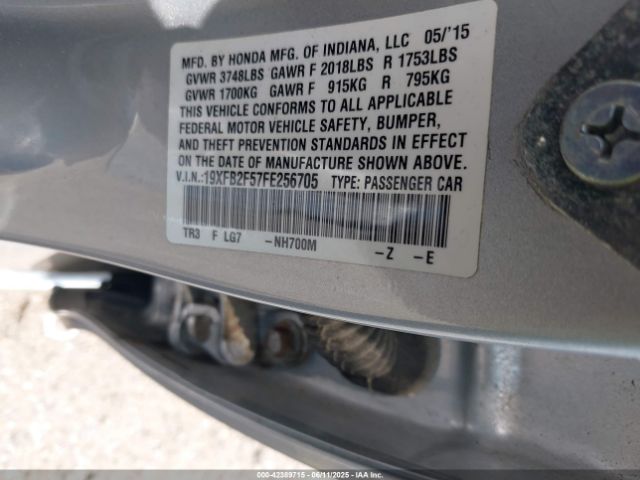 MFD. BY HONDA MFG. OF INDIANA, LLC 05/'15
GVWR 3748LBS GAWR F 2018LBS R 1753LBS
GVWR 1700KG GAWR F 915KG R 795KG
THIS VEHICLE CONFORMS TO ALL APPLICABLE
FEDERAL MOTOR VEHICLE SAFETY, BUMPER,
AND THEFT PREVENTION STANDARDS IN EFFECT
ON THE DATE OF MANUFACTURE SHOWN ABOVE.
V.I.N.:19XFB2F57FE256705 TYPE: PASSENGER CAR
TR3 F LG7 -NH700M -Z -E
000-42389715 - 06/11/2025 - IAAI.COM